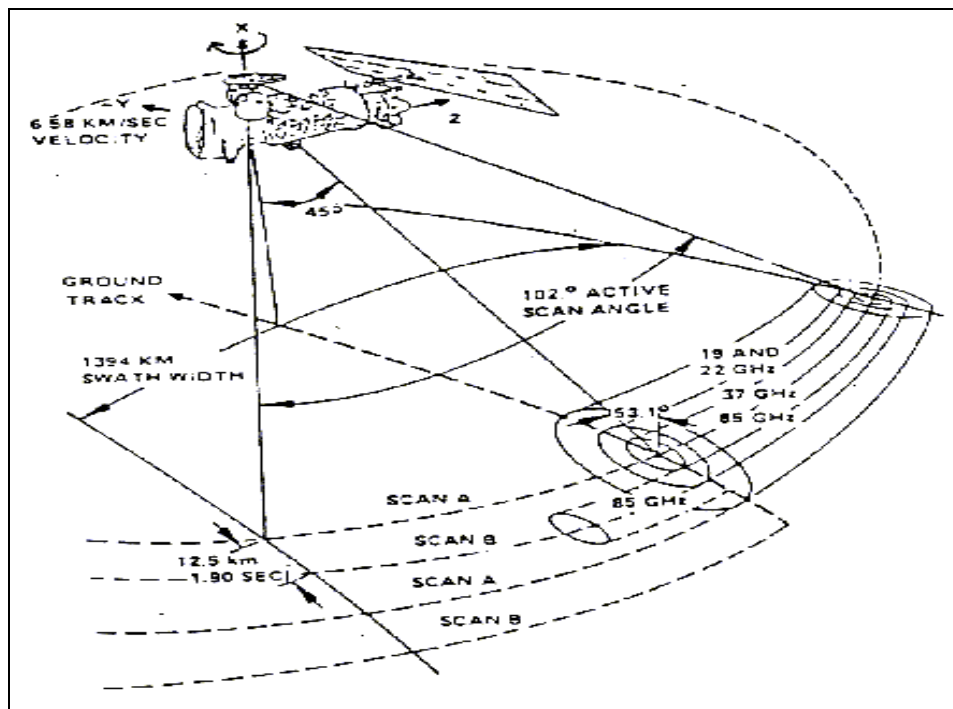 X
-Y
6.58 KM/SEC
VELOCITY
Z
45°
GROUND
TRACK
102.° ACTIVE
SCAN ANGLE
1394 KM
SWATH WIDTH
19 AND
22 GHz
37 GHz
85 GHz
53.1°
85 GHz
SCAN A
SCAN B
12.5 km
1.90 SEC
SCAN A
SCAN B